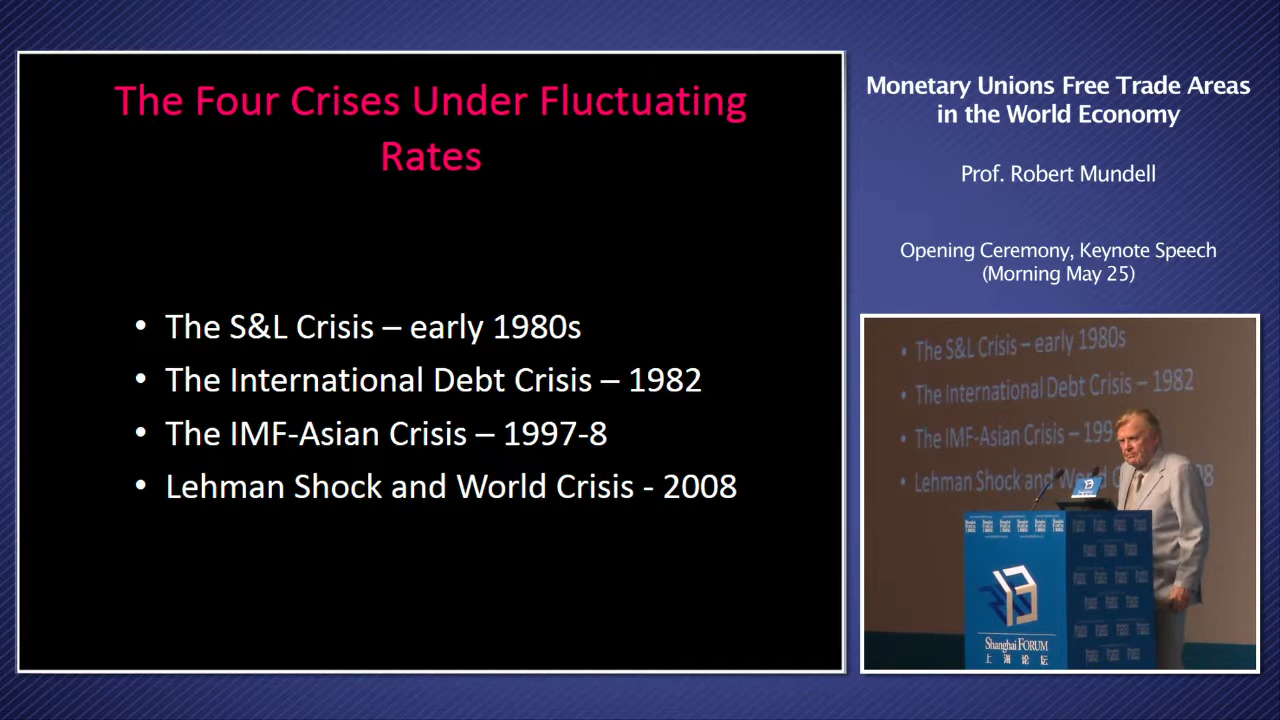 The Four Crises Under Fluctuating
Rates
• The S&L Crisis – early 1980s
• The International Debt Crisis – 1982
• The IMF-Asian Crisis – 1997-8
• Lehman Shock and World Crisis - 2008
Monetary Unions Free Trade Areas
in the World Economy
Prof. Robert Mundell
Opening Ceremony, Keynote Speech
(Morning May 25)
• The S&L Crisis – early 1980s
• The International Debt Crisis – 1982
• The IMF-Asian Crisis – 199
• Lehman Shock and
Shanghai FORUM
上 海 论 坛